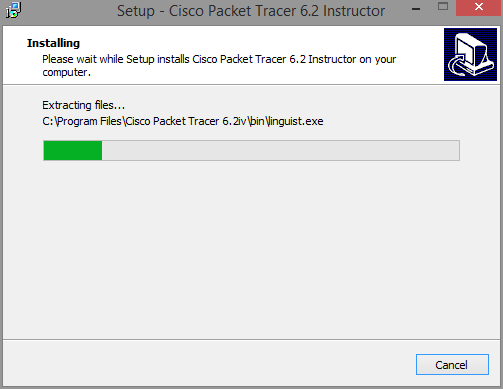 Setup - Cisco Packet Tracer 6.2 Instructor
Installing
Please wait while Setup installs Cisco Packet Tracer 6.2 Instructor on your
computer.
Extracting files...
C:\Program Files\Cisco Packet Tracer 6.2iv\bin\linguist.exe
Cancel